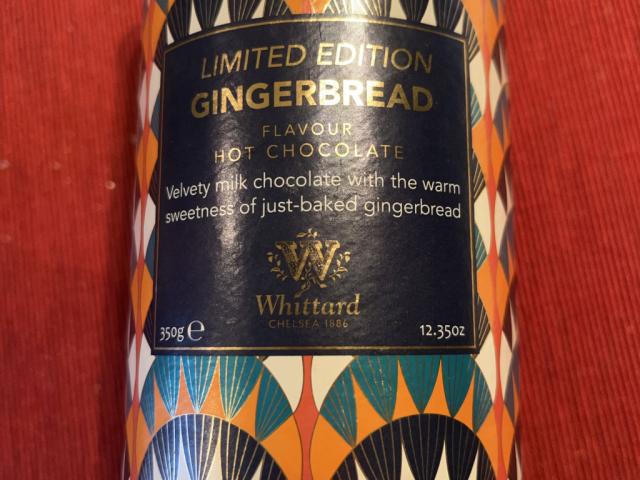 LIMITED EDITION
GINGERBREAD
FLAVOUR
HOT CHOCOLATE
Velvety milk chocolate with the warm
sweetness of just-baked gingerbread
W
Whittard
CHELSEA 1886
350g e
12.35oz